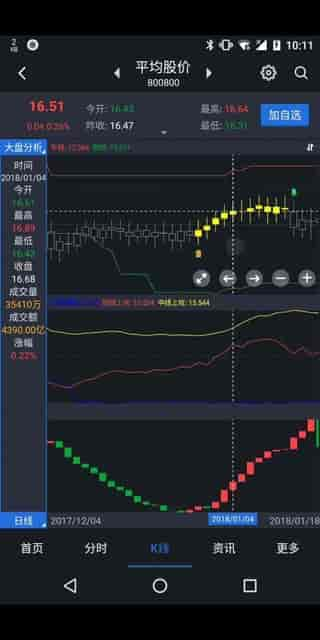 10:11
平均股价
800800
16.51
今开: 16.43
最高: 16.64
加自选
0.04 0.26%
昨收: 16.47
最低: 16.31
大盘分析
时间
2018/01/04
今开
16.61
最高
16.89
最低
16.42
收盘
16.68
成交量
35410万
成交额
4390.00亿
涨幅
0.22%
中线上坞: 15.544
日线
2017/12/04
2018/01/04
2018/01/18
首页
分时
K线
资讯
更多